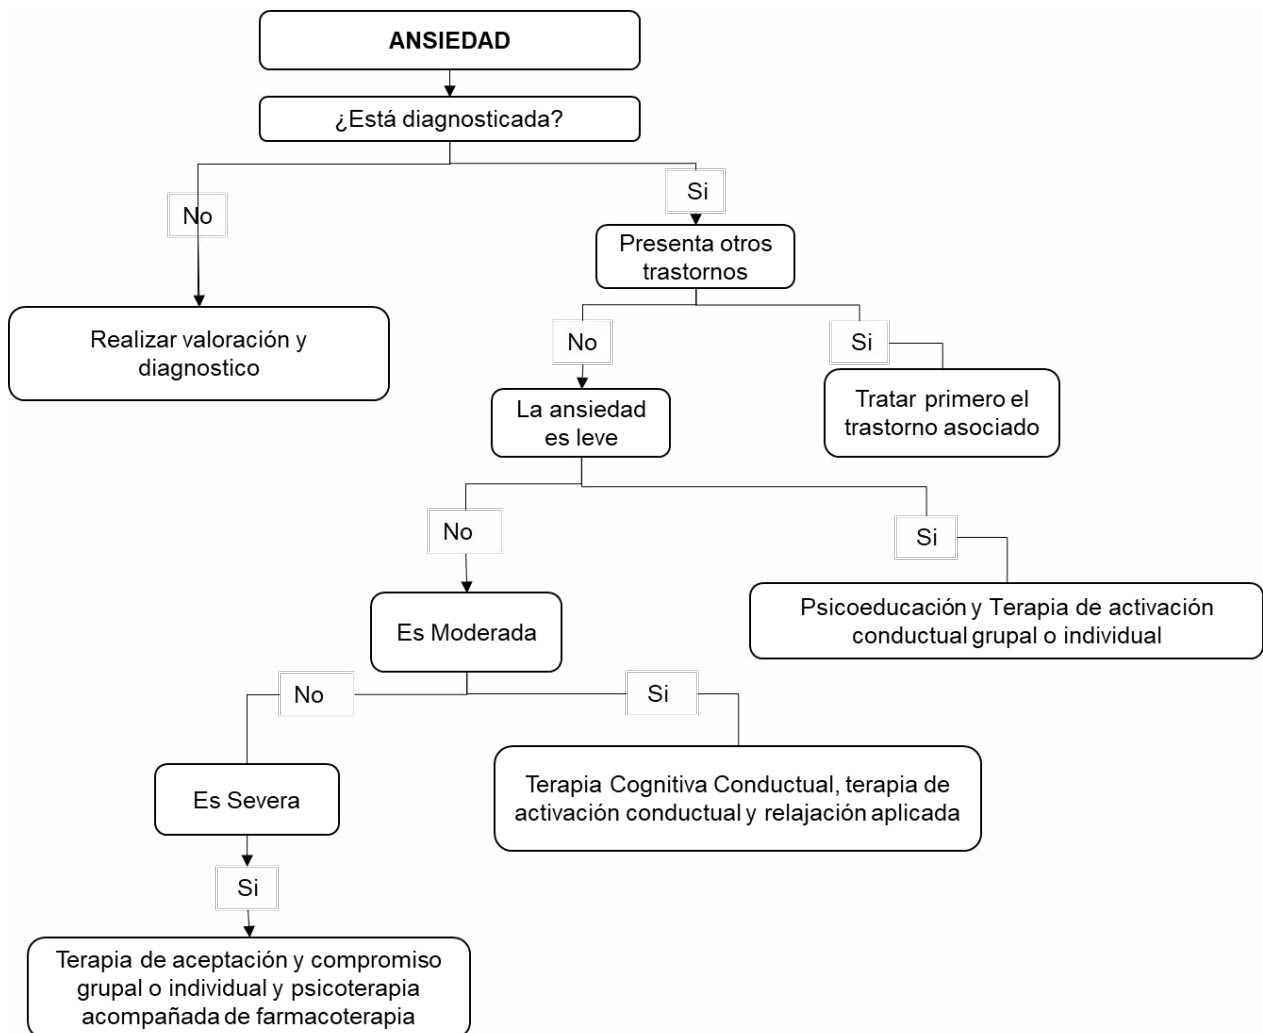 ANSIEDAD
¿Está diagnosticada?
No
Si
Presenta otros
trastornos
Realizar valoración y
diagnostico
No
Si
La ansiedad
es leve
Tratar primero el
trastorno asociado
No
Si
Es Moderada
Psicoeducación y Terapia de activación
conductual grupal o individual
No
Si
Es Severa
Terapia Cognitiva Conductual, terapia de
activación conductual y relajación aplicada
Si
Terapia de aceptación y compromiso
grupal o individual y psicoterapia
acompañada de farmacoterapia